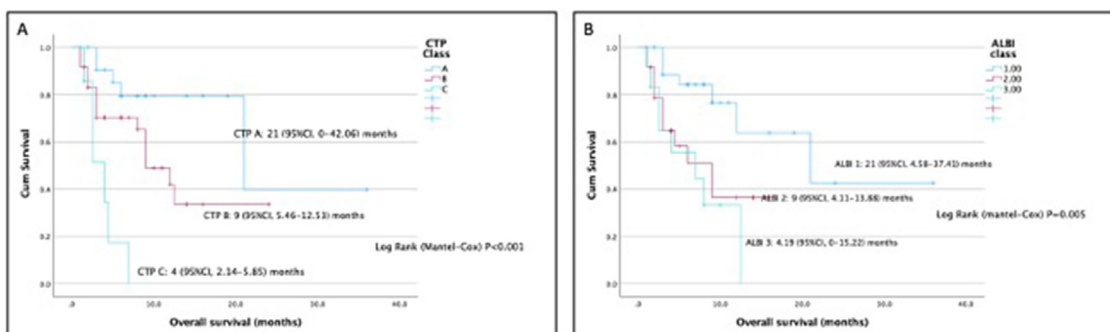 A
CTP
Class
A
B
C
1.0
0.8
0.6
0.4
0.2
0.0
Cum Survival
CTP A: 21 (95%CI, 0-42.06) months
CTP B: 9 (95%CI, 5.46-12.53) months
Log Rank (Mantel-Cox) P<0.001
CTP C: 4 (95%CI, 2.14-5.85) months
.0 10.0 20.0 30.0 40.0
Overall survival (months)
B
ALBI
Class
1.00
2.00
3.00
1.0
0.8
0.6
0.4
0.2
0.0
Cum Survival
ALBI 1: 21 (95%CI, 4.58-37.41) months
ALBI 2: 9 (95%CI, 4.11-13.88) months
Log Rank (mantel-Cox) P=0.005
ALBI 3: 4.19 (95%CI, 0-15.22) months
.0 10.0 20.0 30.0 40.0
Overall survival (months)